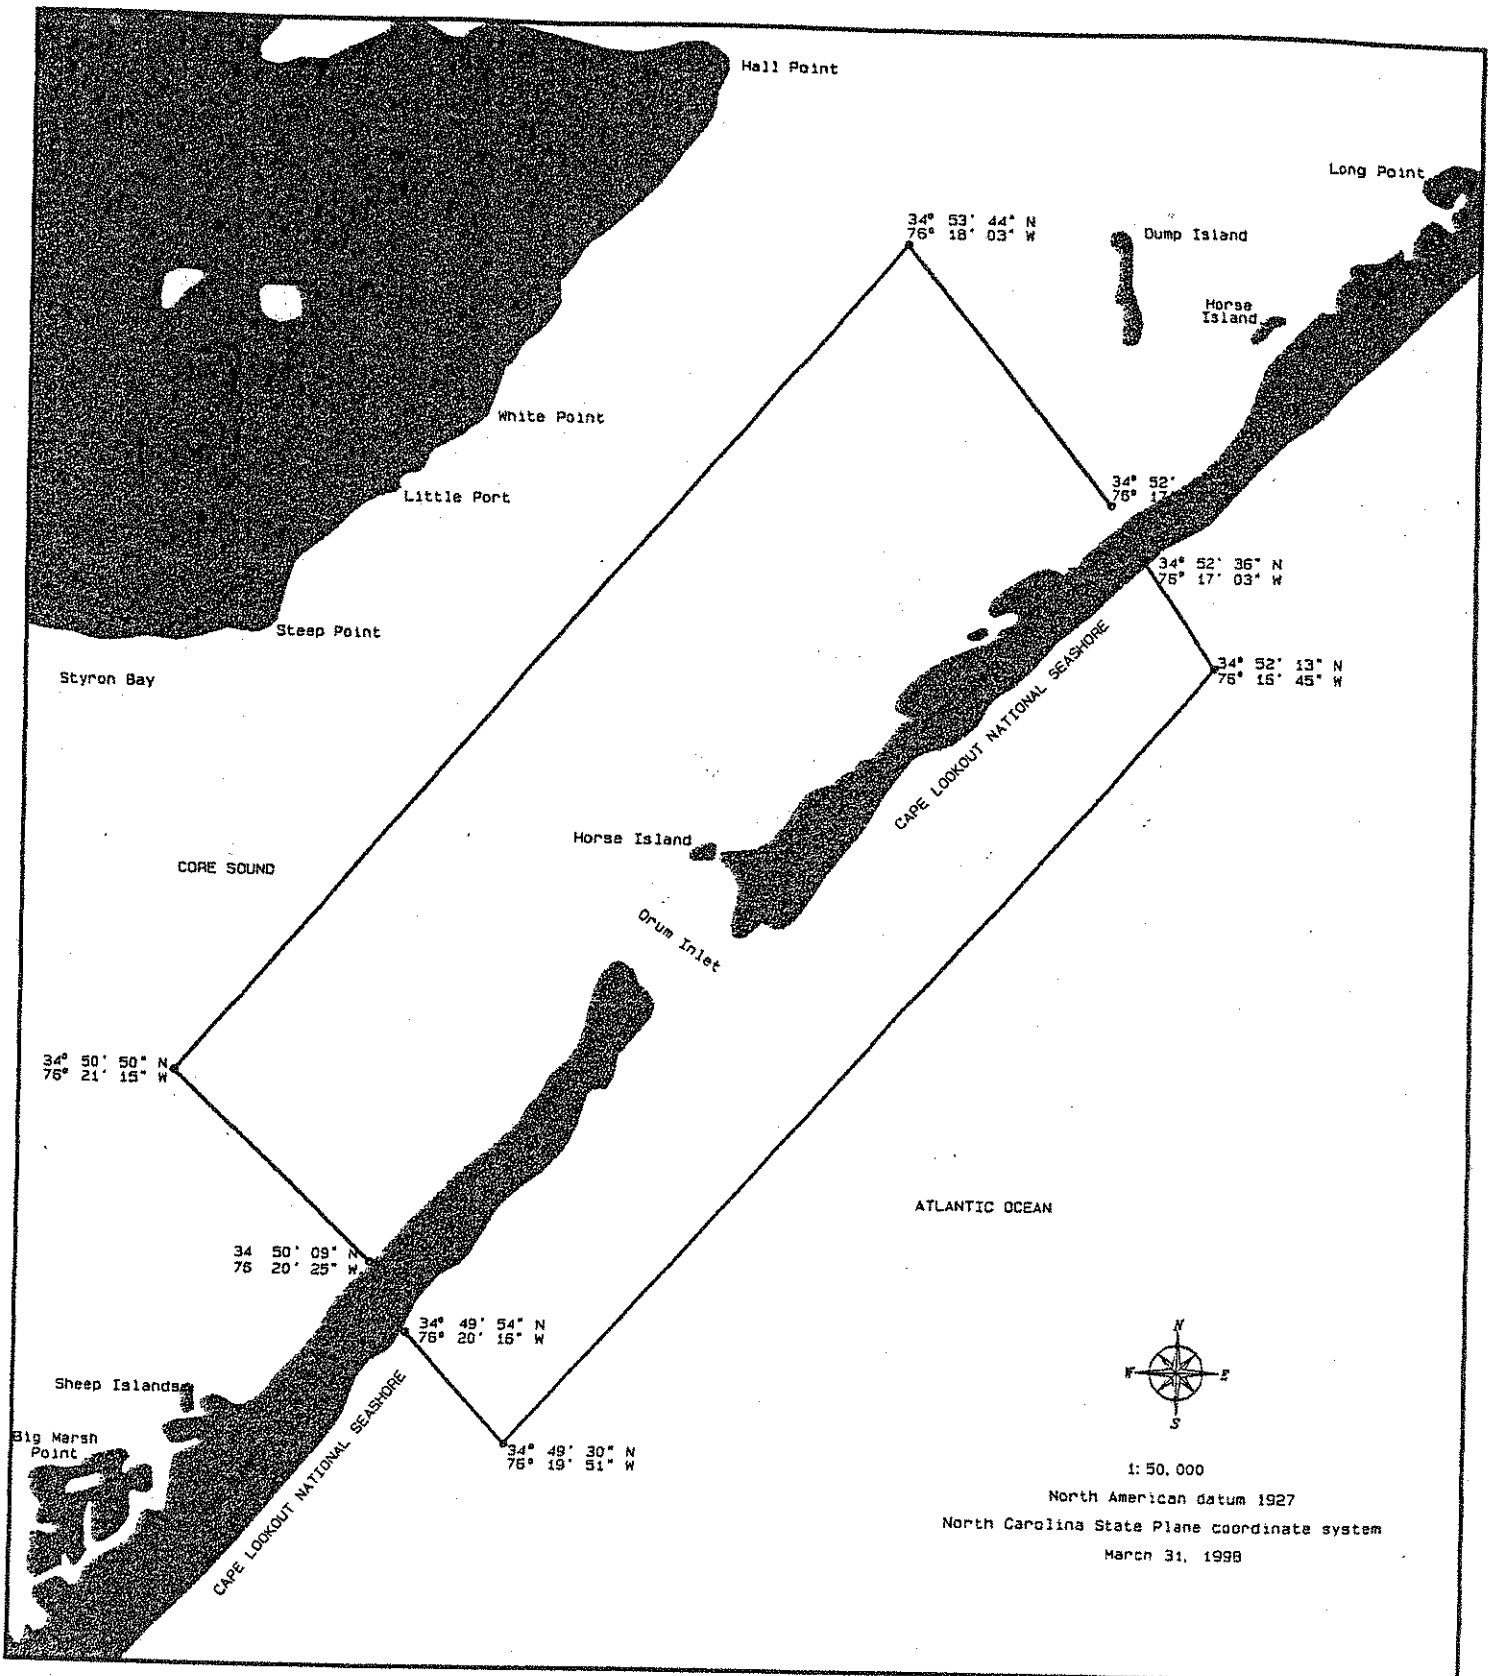 Hall Point
Long Point
34° 53' 44" N
76° 18' 03" W
Dump Island
Horse
Island
White Point
34° 52'
76° 17'
Little Port
34° 52' 36" N
76° 17' 03" W
Steep Point
34° 52' 13" N
76° 16' 45" W
Styron Bay
CAPE LOOKOUT NATIONAL SEASHORE
Horse Island
CORE SOUND
Drum Inlet
34° 50' 50" N
76° 21' 15" W
ATLANTIC OCEAN
34 50' 09" N
76 20' 25" W
34° 49' 54" N
76° 20' 16" W
Sheep Islands
CAPE LOOKOUT NATIONAL SEASHORE
Big Marsh
Point
34° 49' 30" N
76° 19' 51" W
N
W E
S
1:50,000
North American datum 1927
North Carolina State Plane coordinate system
March 31, 1998